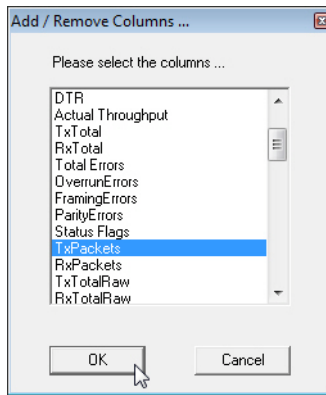 Add / Remove Columns ...
Please select the columns ...
DTR
Actual Throughput
TxTotal
RxTotal
Total Errors
OverrunErrors
FramingErrors
ParityErrors
Status Flags
TxPackets
RxPackets
TxTotalRaw
RxTotalRaw
OK
Cancel